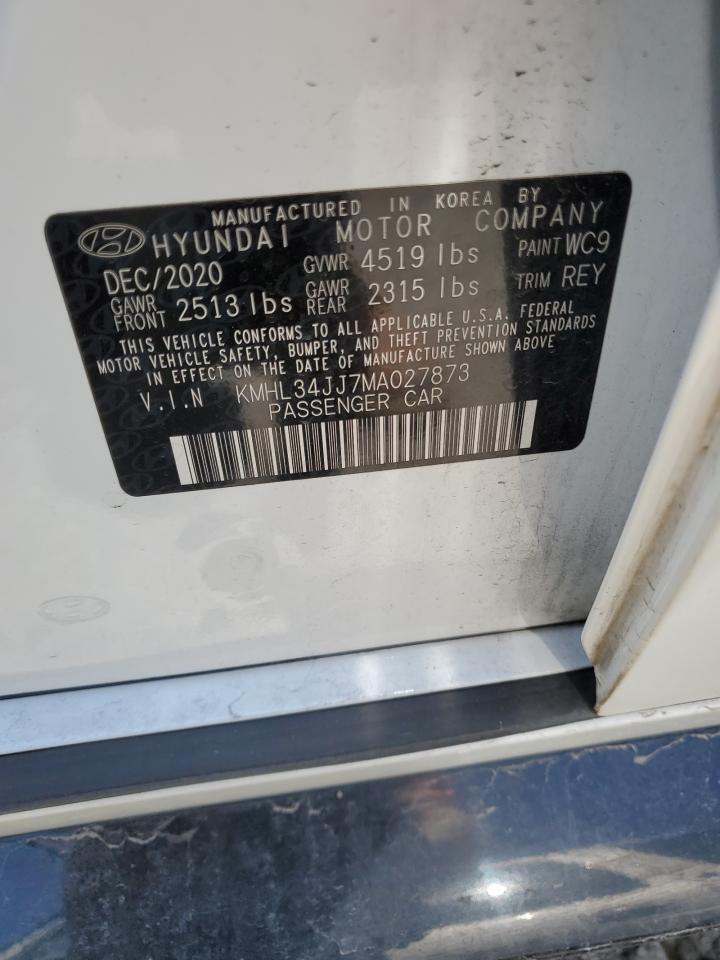 MANUFACTURED IN KOREA BY
HYUNDAI MOTOR COMPANY
DEC/2020 GVWR 4519 lbs PAINT WC9
GAWR FRONT 2513 lbs GAWR REAR 2315 lbs TRIM REY
THIS VEHICLE CONFORMS TO ALL APPLICABLE U.S.A. FEDERAL
MOTOR VEHICLE SAFETY, BUMPER, AND THEFT PREVENTION STANDARDS
IN EFFECT ON THE DATE OF MANUFACTURE SHOWN ABOVE
V.I.N KMHL34JJ7MA027873
PASSENGER CAR